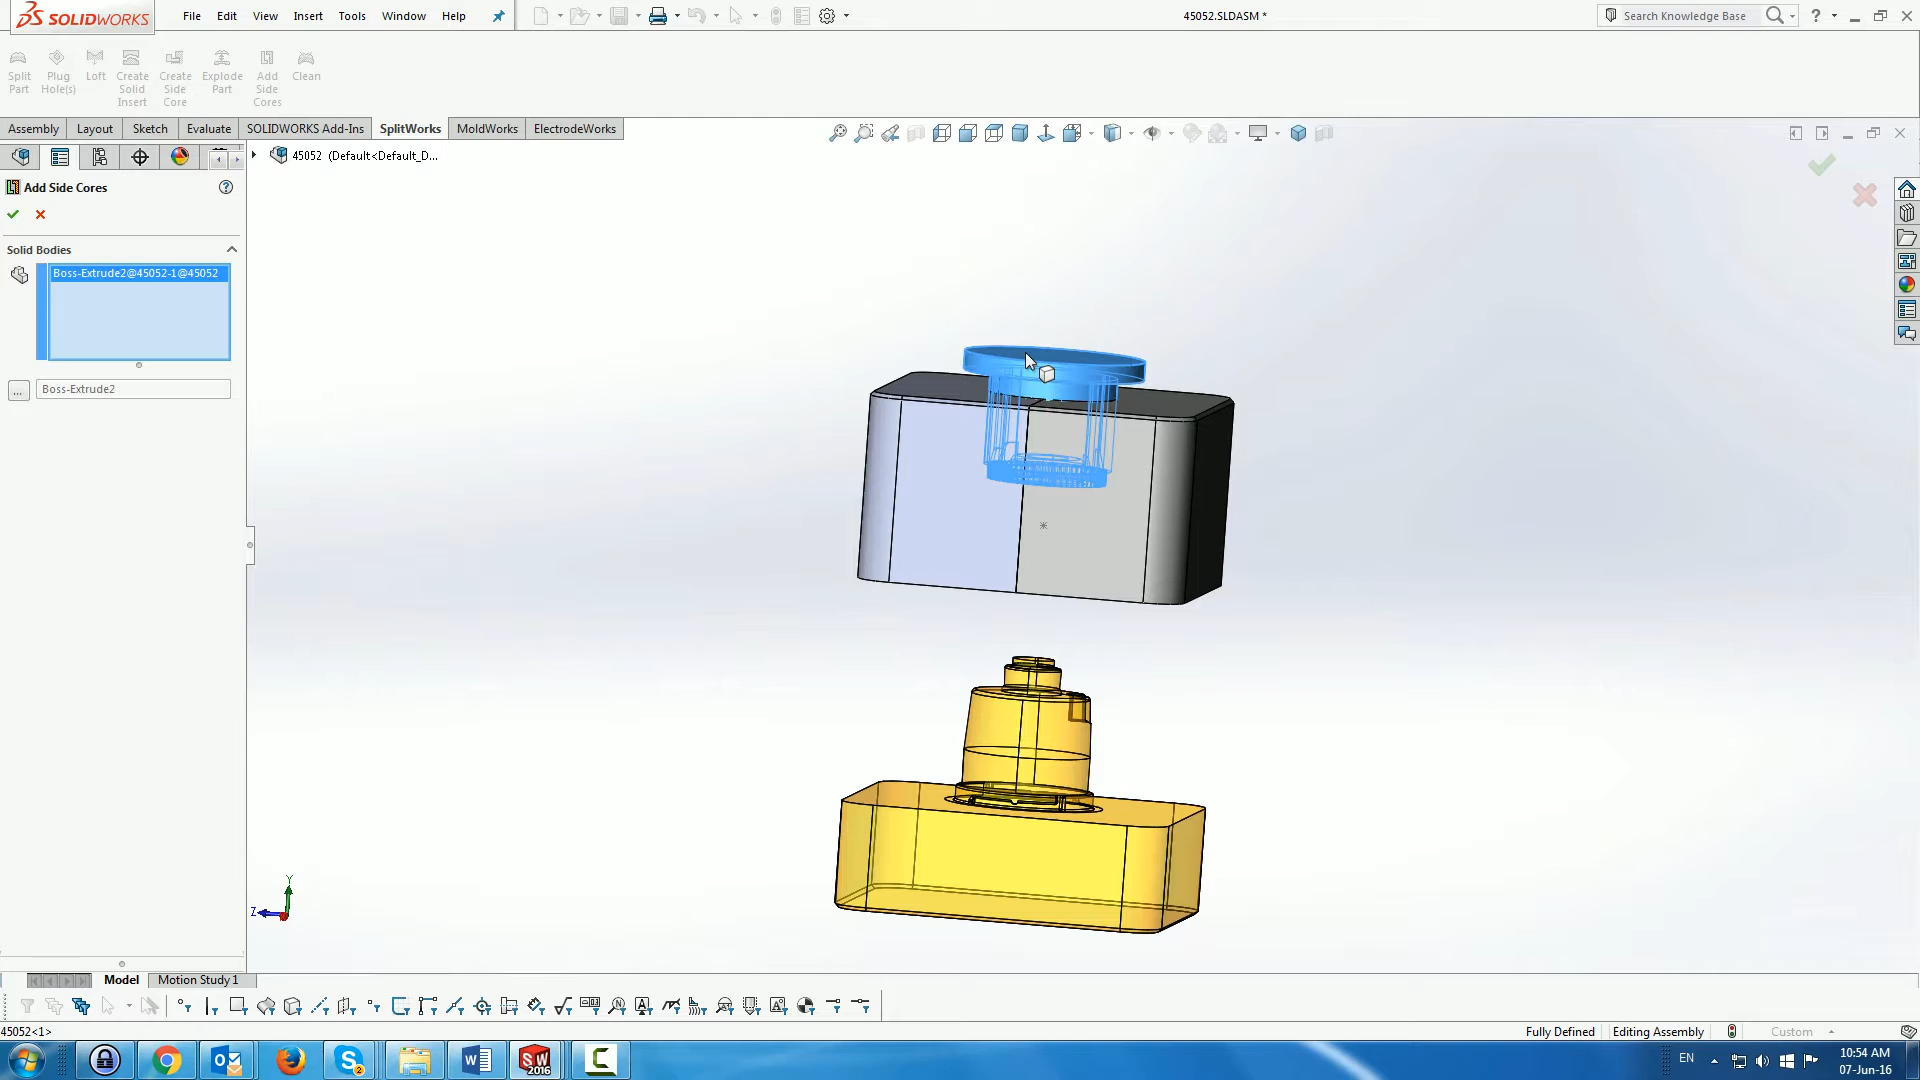 SOLIDWORKS
File Edit View Insert Tools Window Help
45052.SLDASM *
Search Knowledge Base
Split Part
Plug Hole(s)
Loft
Create Solid Insert
Create Side Core
Explode Part
Add Side Cores
Clean
Assembly Layout Sketch Evaluate SOLIDWORKS Add-Ins SplitWorks MoldWorks ElectrodeWorks
45052 (Default<Default_D...
Add Side Cores
Solid Bodies
Boss-Extrude2@45052-1@45052
... Boss-Extrude2
Y
Z
Model Motion Study 1
45052<1>
Fully Defined Editing Assembly Custom
SW 2016
2
EN
10:54 AM
07-Jun-16